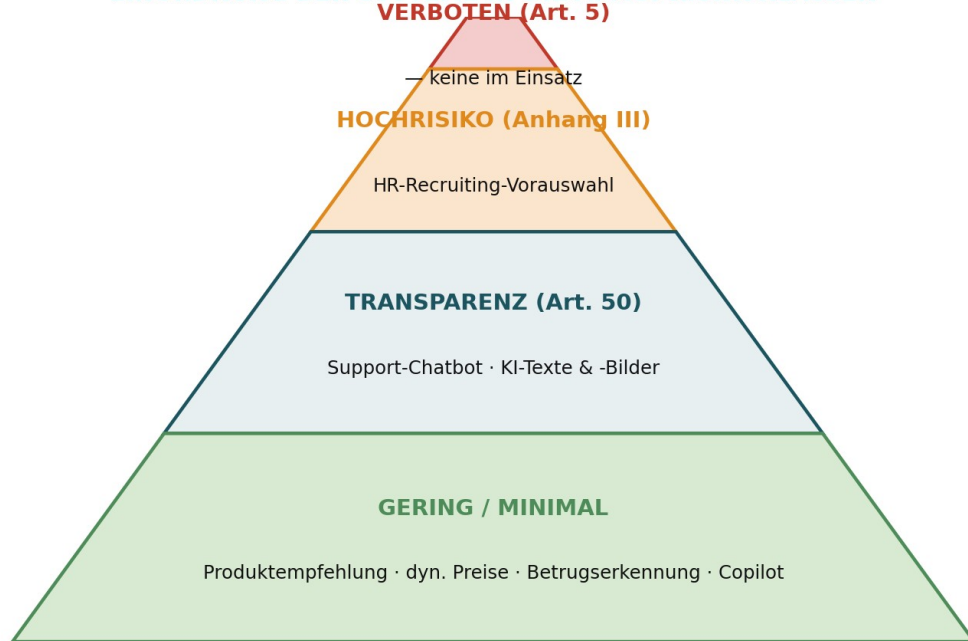 VERBOTEN (Art. 5)
— keine im Einsatz
HOCHRISIKO (Anhang III)
HR-Recruiting-Vorauswahl
TRANSPARENZ (Art. 50)
Support-Chatbot · KI-Texte & -Bilder
GERING / MINIMAL
Produktempfehlung · dyn. Preise · Betrugserkennung · Copilot